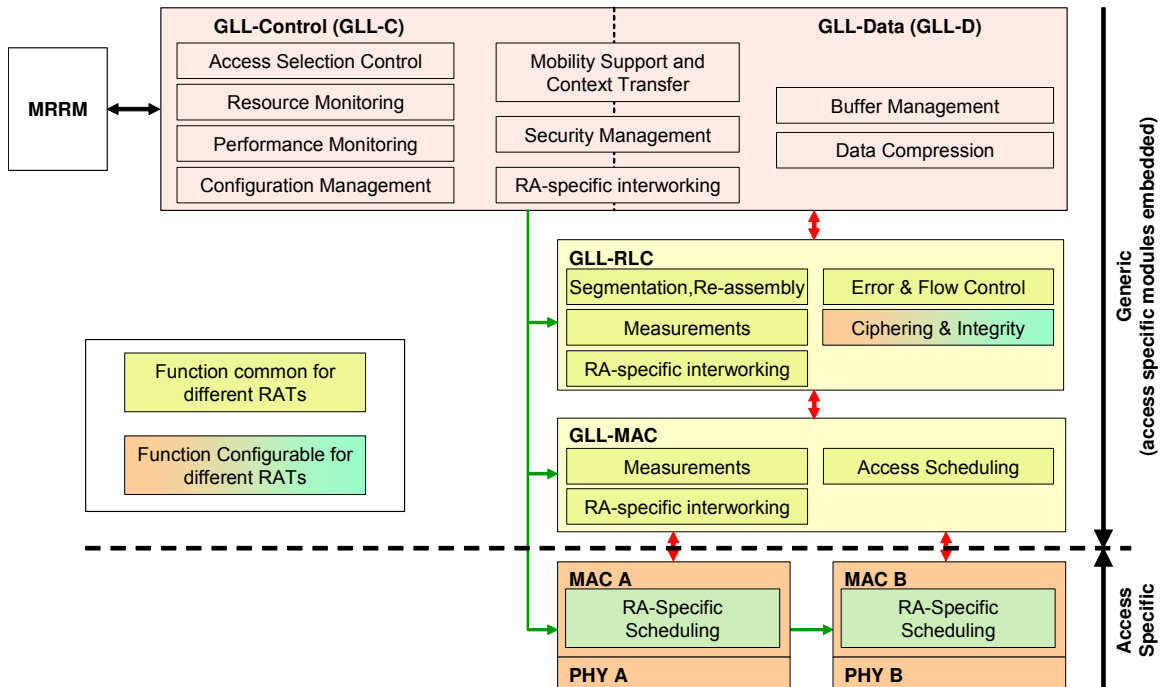 GLL-Control (GLL-C)
GLL-Data (GLL-D)
MRRM
Access Selection Control
Resource Monitoring
Performance Monitoring
Configuration Management
Mobility Support and
Context Transfer
Security Management
RA-specific interworking
Buffer Management
Data Compression
GLL-RLC
Segmentation,Re-assembly
Error & Flow Control
Measurements
Ciphering & Integrity
RA-specific interworking
Function common for
different RATs
Function Configurable for
different RATs
GLL-MAC
Measurements
Access Scheduling
RA-specific interworking
MAC A
RA-Specific
Scheduling
PHY A
MAC B
RA-Specific
Scheduling
PHY B
Generic
(access specific modules embedded)
Access
Specific